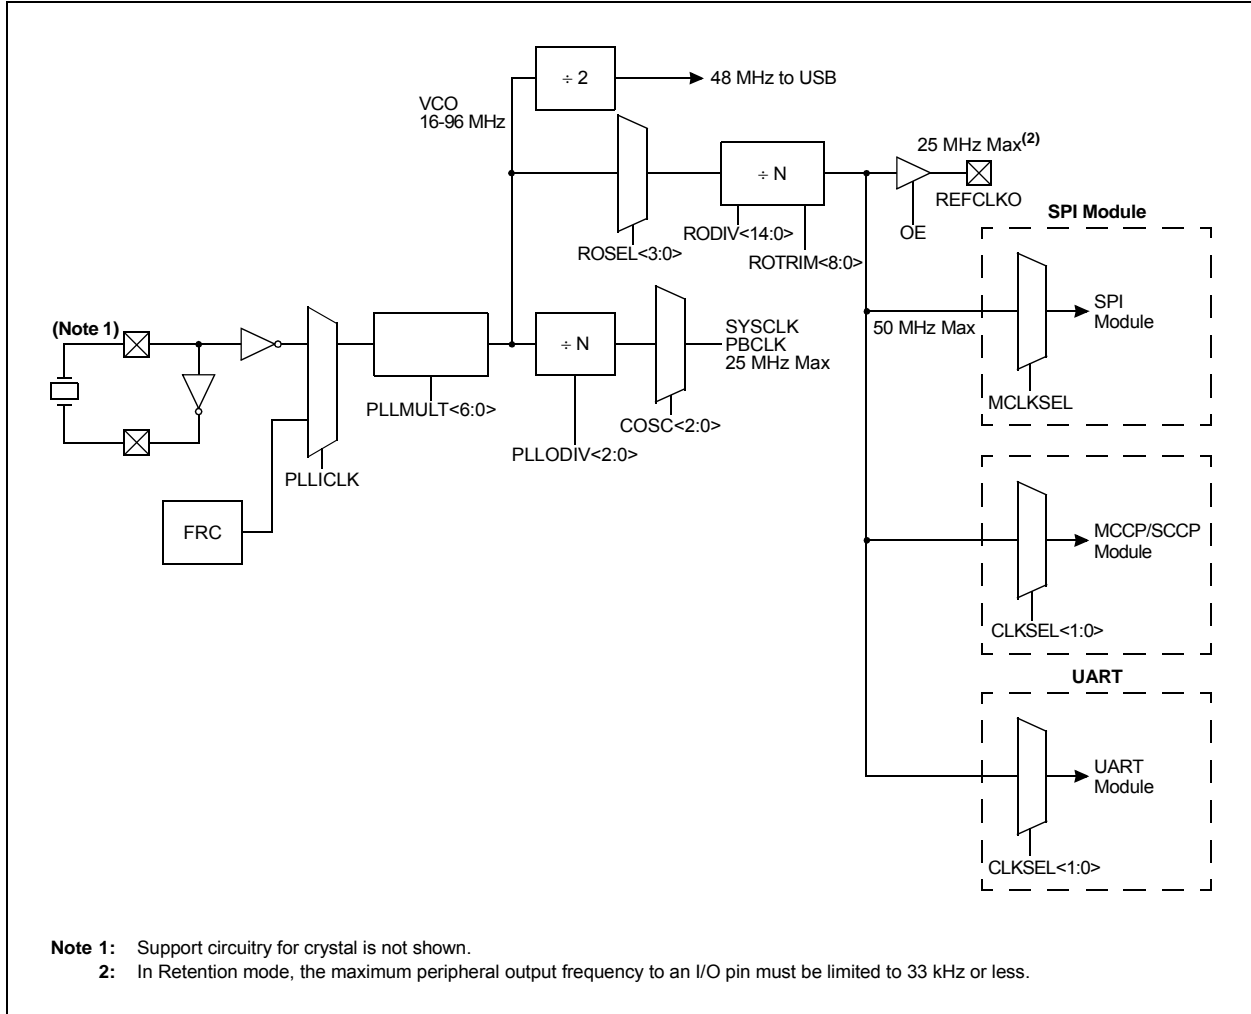 ÷ 2
48 MHz to USB
VCO
16-96 MHz
25 MHz Max(2)
÷ N
REFCLKO
OE
RODIV<14:0>
ROSEL<3:0>
ROTRIM<8:0>
SPI Module
(Note 1)
SYSCLK
PBCLK
25 MHz Max
÷ N
50 MHz Max
SPI
Module
PLLMULT<6:0>
MCLKSEL
COSC<2:0>
PLLODIV<2:0>
PLLICLK
FRC
MCCP/SCCP
Module
CLKSEL<1:0>
UART
UART
Module
CLKSEL<1:0>
Note 1: Support circuitry for crystal is not shown.
2: In Retention mode, the maximum peripheral output frequency to an I/O pin must be limited to 33 kHz or less.